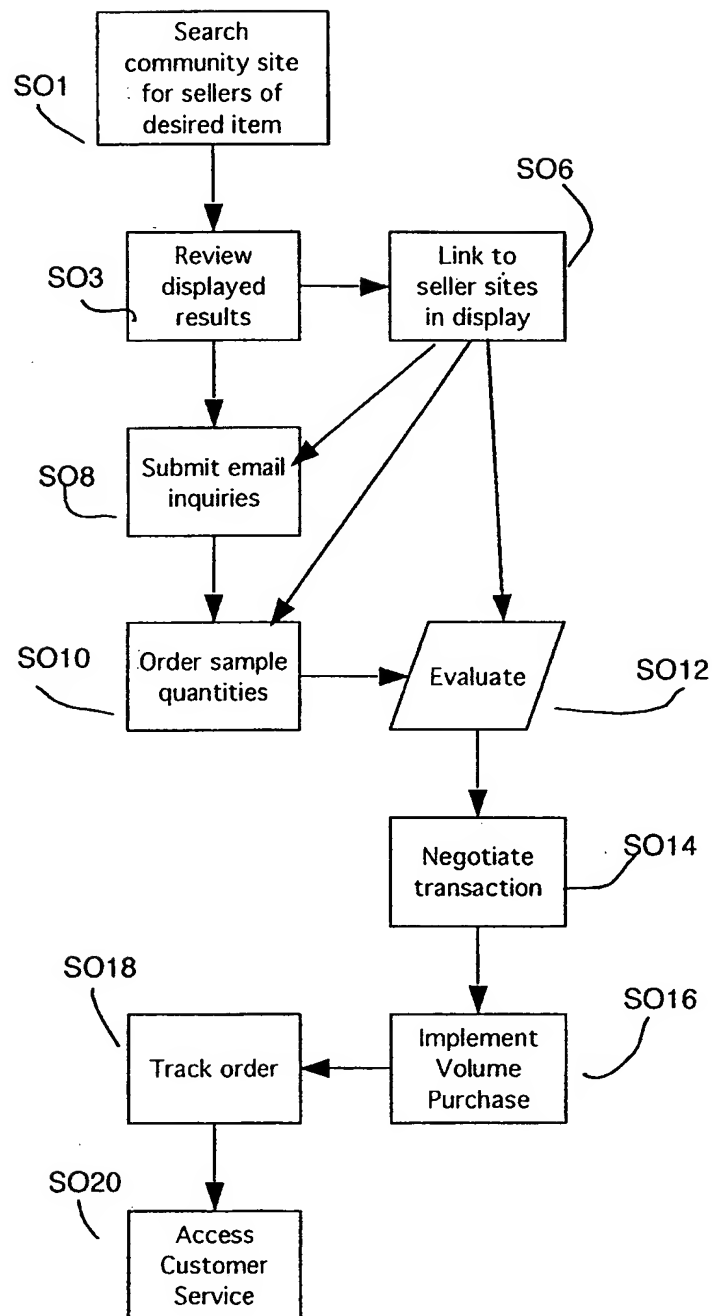 Search
community site
for sellers of
desired item
SO1
SO6
Review
displayed
results
SO3
Link to
seller sites
in display
Submit email
inquiries
SO8
Order sample
quantities
SO10
Evaluate
SO12
Negotiate
transaction
SO14
SO18
SO16
Track order
Implement
Volume
Purchase
SO20
Access
Customer
Service